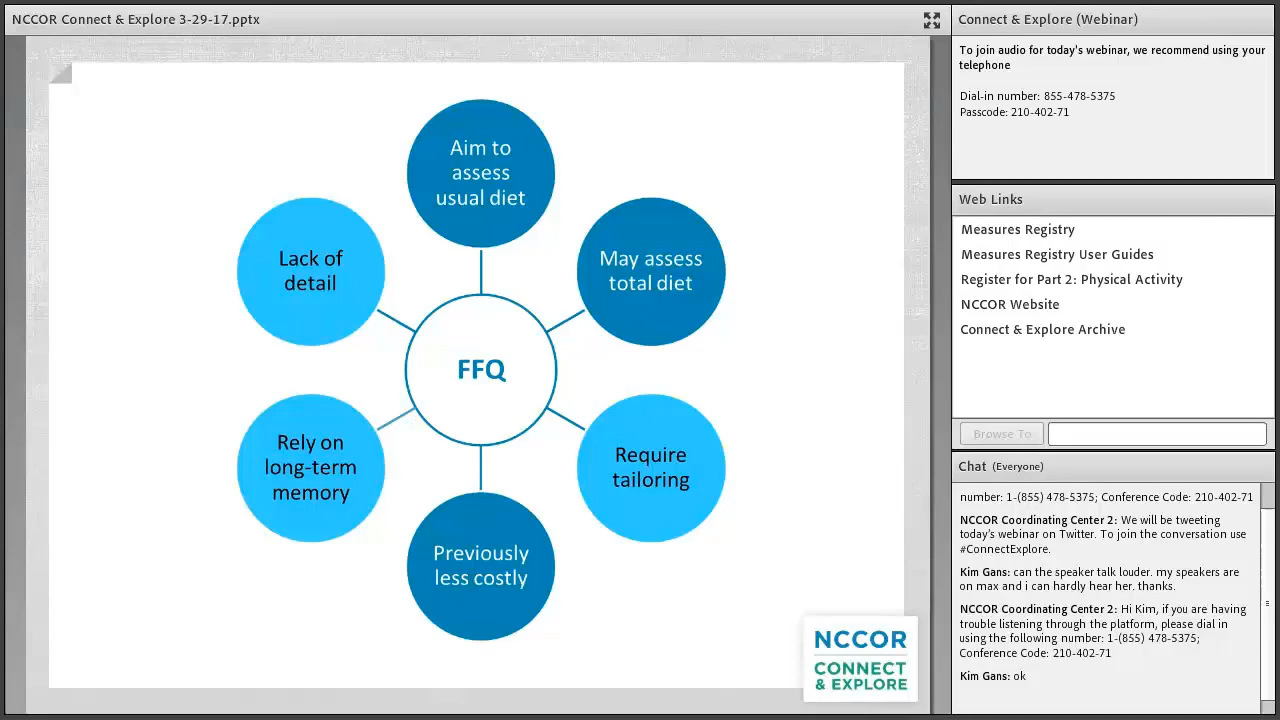 NCCOR Connect & Explore 3-29-17.pptx
Aim to
assess
usual diet
Lack of
detail
May assess
total diet
FFQ
Rely on
long-term
memory
Require
tailoring
Previously
less costly
NCCOR
CONNECT
& EXPLORE
Connect & Explore (Webinar)
To join audio for today's webinar, we recommend using your
telephone
Dial-in number: 855-478-5375
Passcode: 210-402-71
Web Links
Measures Registry
Measures Registry User Guides
Register for Part 2: Physical Activity
NCCOR Website
Connect & Explore Archive
Browse To
Chat (Everyone)
number: 1-(855) 478-5375; Conference Code: 210-402-71
NCCOR Coordinating Center 2: We will be tweeting
today's webinar on Twitter. To join the conversation use
#ConnectExplore.
Kim Gans: can the speaker talk louder. my speakers are
on max and i can hardly hear her. thanks.
NCCOR Coordinating Center 2: Hi Kim, if you are having
trouble listening through the platform, please dial in
using the following number: 1-(855) 478-5375;
Conference Code: 210-402-71
Kim Gans: ok